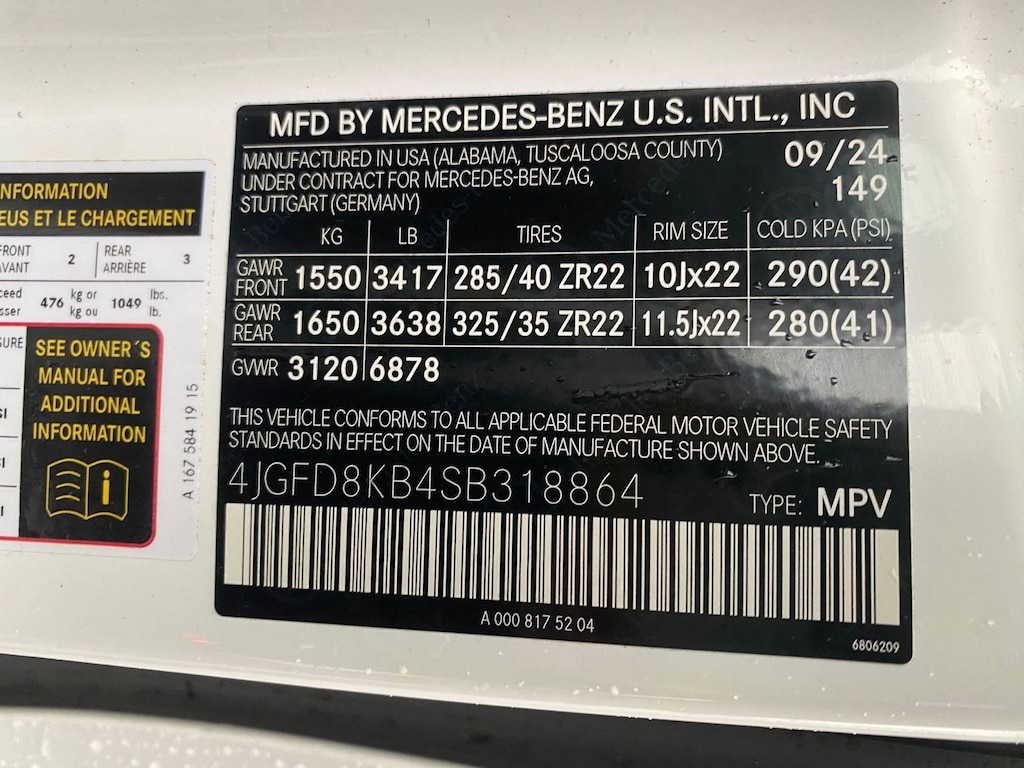 MFD BY MERCEDES-BENZ U.S. INTL., INC
MANUFACTURED IN USA (ALABAMA, TUSCALOOSA COUNTY) 09/24
UNDER CONTRACT FOR MERCEDES-BENZ AG, 149
STUTTGART (GERMANY)
KG LB TIRES RIM SIZE COLD KPA (PSI)
GAWR FRONT 1550 3417 285/40 ZR22 10Jx22 290(42)
GAWR REAR 1650 3638 325/35 ZR22 11.5Jx22 280(41)
GVWR 3120 6878
THIS VEHICLE CONFORMS TO ALL APPLICABLE FEDERAL MOTOR VEHICLE SAFETY
STANDARDS IN EFFECT ON THE DATE OF MANUFACTURE SHOWN ABOVE.
4JGFD8KB4SB318864 TYPE: MPV
A 000 817 52 04
6806209
NFORMATION
EUS ET LE CHARGEMENT
FRONT 2 REAR 3
AVANT ARRIÈRE
476 kg or 1049 lbs.
kg ou lb.
SEE OWNER´S
MANUAL FOR
ADDITIONAL
INFORMATION
i
A 167 584 19 15